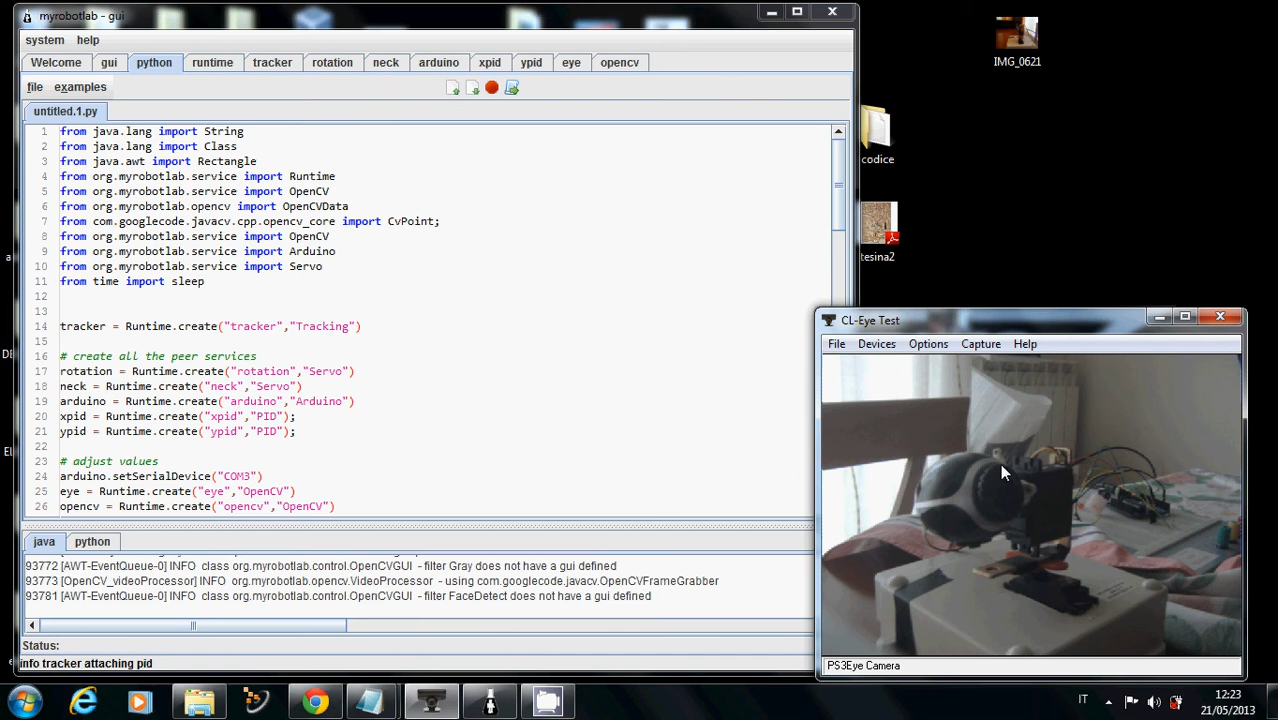 myrobotlab - gui
system help
Welcome gui python runtime tracker rotation neck arduino xpid ypid eye opencv
file examples
untitled.1.py
1 from java.lang import String
2 from java.lang import Class
3 from java.awt import Rectangle
4 from org.myrobotlab.service import Runtime
5 from org.myrobotlab.service import OpenCV
6 from org.myrobotlab.opencv import OpenCVData
7 from com.googlecode.javacv.cpp.opencv_core import CvPoint;
8 from org.myrobotlab.service import OpenCV
9 from org.myrobotlab.service import Arduino
10 from org.myrobotlab.service import Servo
11 from time import sleep
12
13
14 tracker = Runtime.create("tracker","Tracking")
15
16 # create all the peer services
17 rotation = Runtime.create("rotation","Servo")
18 neck = Runtime.create("neck","Servo")
19 arduino = Runtime.create("arduino","Arduino")
20 xpid = Runtime.create("xpid","PID");
21 ypid = Runtime.create("ypid","PID");
22
23 # adjust values
24 arduino.setSerialDevice("COM3")
25 eye = Runtime.create("eye","OpenCV")
26 opencv = Runtime.create("opencv","OpenCV")
java python
93772 [AWT-EventQueue-0] INFO class org.myrobotlab.control.OpenCVGUI - filter Gray does not have a gui defined
93773 [OpenCV_videoProcessor] INFO org.myrobotlab.opencv.VideoProcessor - using com.googlecode.javacv.OpenCVFrameGrabber
93781 [AWT-EventQueue-0] INFO class org.myrobotlab.control.OpenCVGUI - filter FaceDetect does not have a gui defined
Status:
info tracker attaching pid
IMG_0621
codice
tesina2
CL-Eye Test
File Devices Options Capture Help
PS3Eye Camera
IT
12:23
21/05/2013